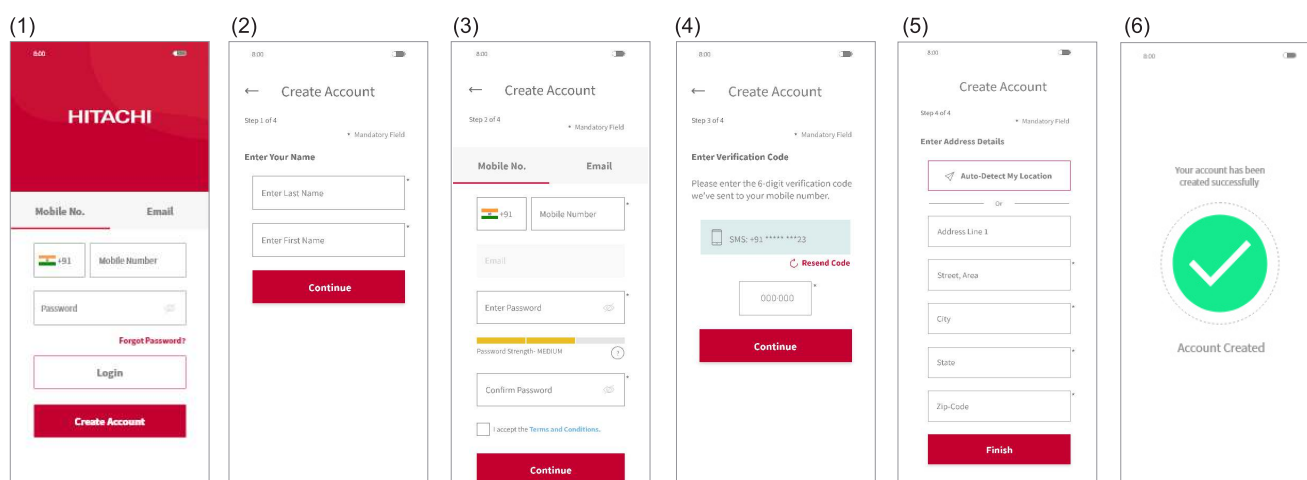 (1)
8:00
HITACHI
Mobile No. Email
+91 Mobile Number
Password
Forgot Password?
Login
Create Account
(2)
8:00
← Create Account
Step 1 of 4
* Mandatory Field
Enter Your Name
Enter Last Name *
Enter First Name *
Continue
(3)
8:00
← Create Account
Step 2 of 4
* Mandatory Field
Mobile No. Email
+91 Mobile Number *
Email
Enter Password *
Password Strength- MEDIUM ?
Confirm Password *
I accept the Terms and Conditions.
Continue
(4)
8:00
← Create Account
Step 3 of 4
* Mandatory Field
Enter Verification Code
Please enter the 6-digit verification code
we've sent to your mobile number.
SMS: +91 ***** ***23
Resend Code
000-000 *
Continue
(5)
8:00
Create Account
Step 4 of 4
* Mandatory Field
Enter Address Details
Auto-Detect My Location
Or
Address Line 1
Street, Area *
City *
State *
Zip-Code *
Finish
(6)
8:00
Your account has been
created successfully
Account Created